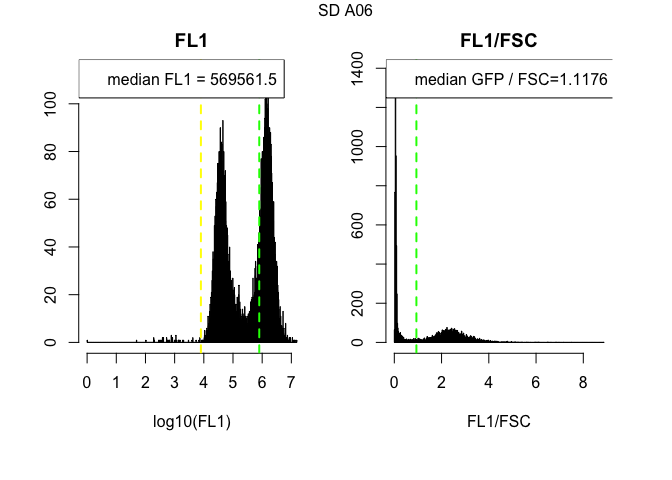 SD A06
FL1
median FL1 = 569561.5
0 20 40 60 80 100
0 1 2 3 4 5 6 7
log10(FL1)
FL1/FSC
median GFP / FSC=1.1176
0 200 600 1000 1400
0 2 4 6 8
FL1/FSC